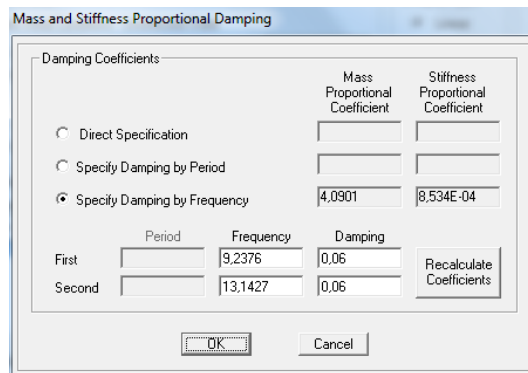 Mass and Stiffness Proportional Damping
Damping Coefficients
Mass Proportional Coefficient
Stiffness Proportional Coefficient
Direct Specification
Specify Damping by Period
Specify Damping by Frequency
4,0901
8,534E-04
Period
Frequency
Damping
First
9,2376
0,06
Second
13,1427
0,06
Recalculate Coefficients
OK
Cancel